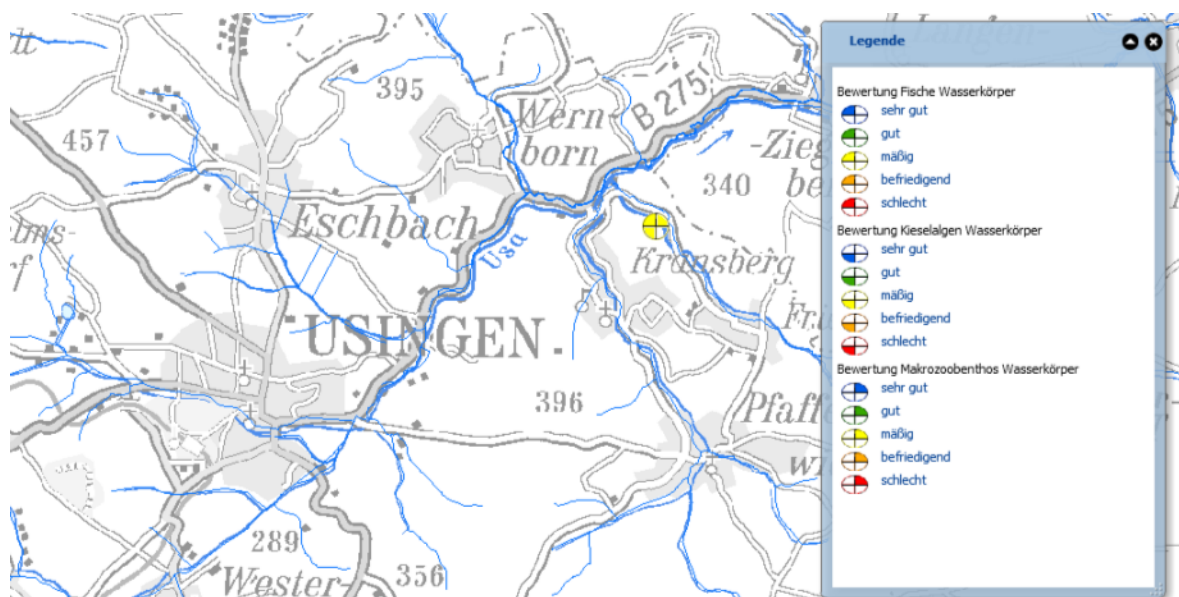 395
Wern-
born
B 275
457
-Zieg
340
Eschbach
Usa
Kransberg
USINGEN
396
Pfaffe
289
Wester-
356
Legende
Bewertung Fische Wasserkörper
sehr gut
gut
mäßig
befriedigend
schlecht
Bewertung Kieselalgen Wasserkörper
sehr gut
gut
mäßig
befriedigend
schlecht
Bewertung Makrozoobenthos Wasserkörper
sehr gut
gut
mäßig
befriedigend
schlecht